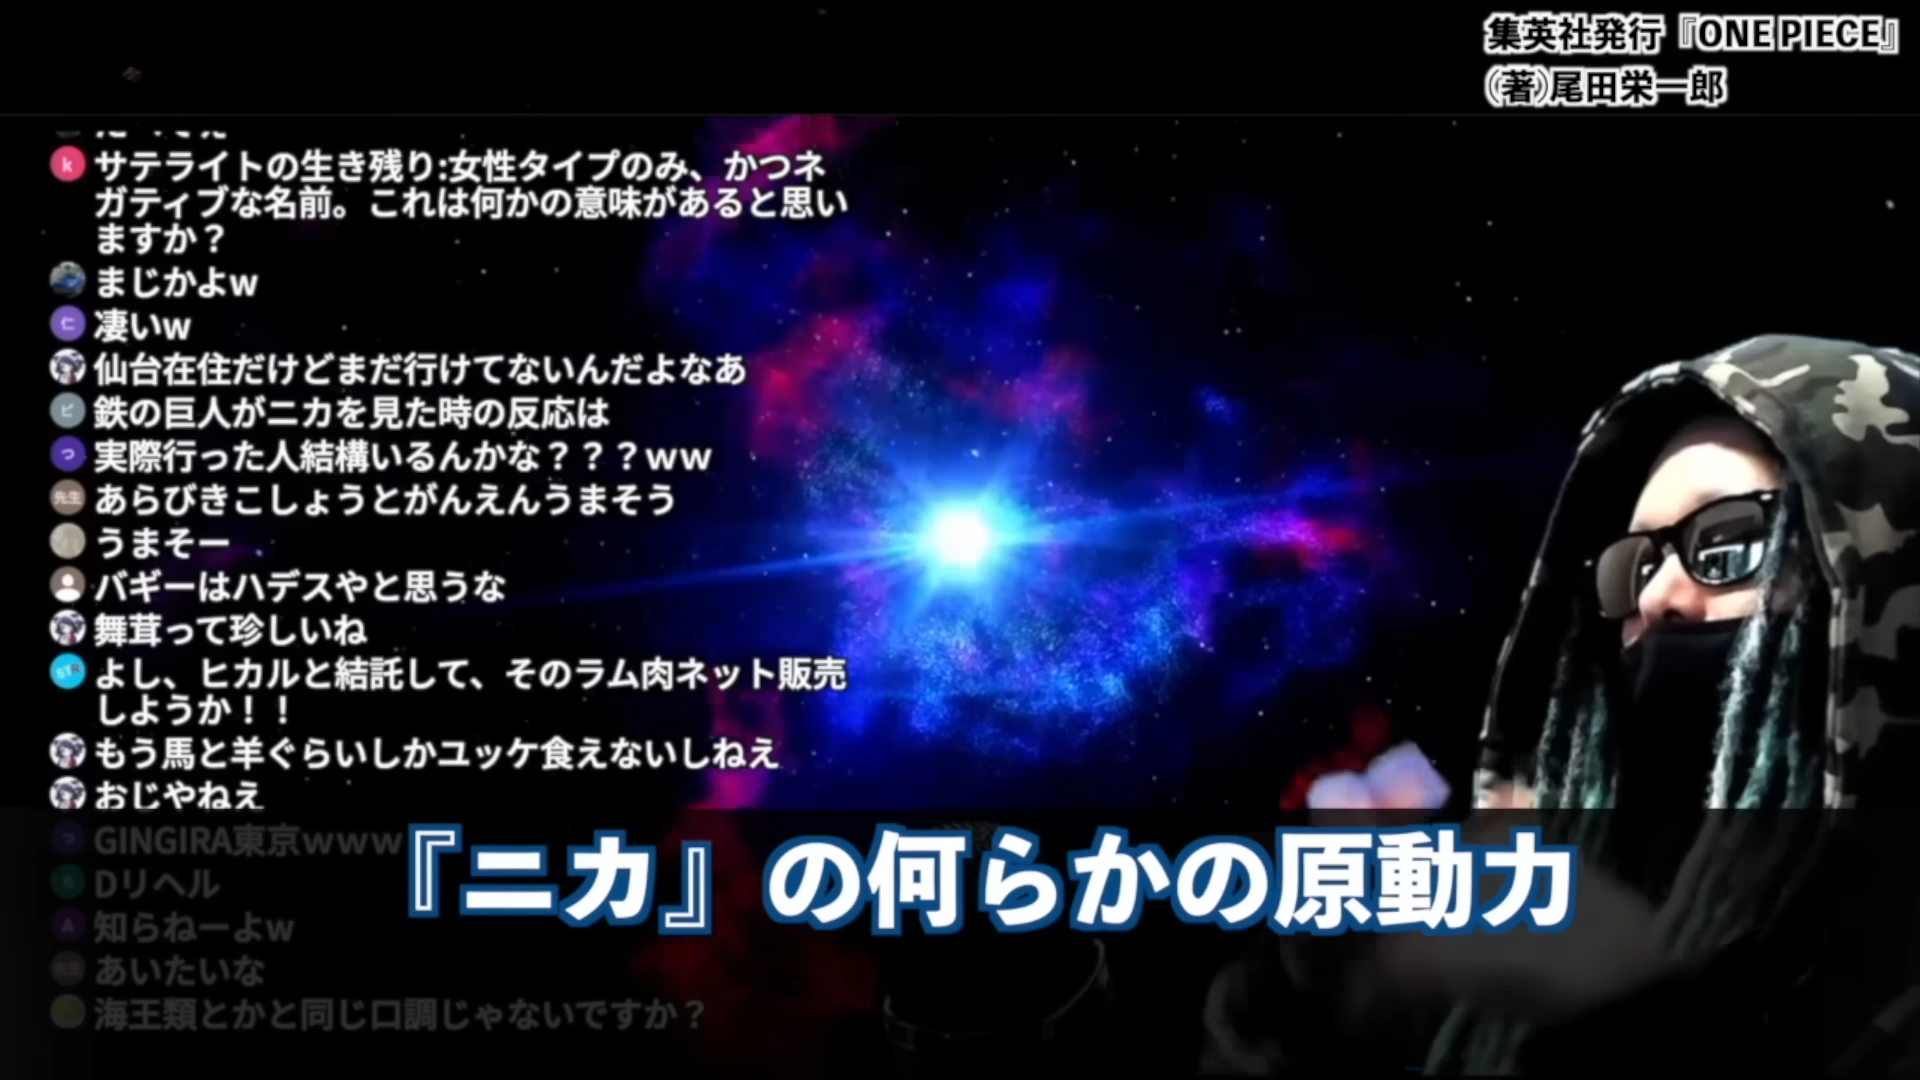 集英社発行『ONE PIECE』
(著)尾田栄一郎
k
サテライトの生き残り:女性タイプのみ、かつネ
ガティブな名前。これは何かの意味があると思い
ますか？
まじかよw
仁
凄いw
仙台在住だけどまだ行けてないんだよなあ
ピ
鉄の巨人がニカを見た時の反応は
つ
実際行った人結構いるんかな？？？ww
先生
あらびきこしょうとがんえんうまそう
うまそー
バギーはハデスやと思うな
舞茸って珍しいね
よし、ヒカルと結託して、そのラム肉ネット販売
しようか！！
もう馬と羊ぐらいしかユッケ食えないしねえ
おじやねえ
つ
GINGIRA東京www
Dリヘル
A
知らねーよw
先生
あいたいな
海王類とかと同じ口調じゃないですか？
『ニカ』の何らかの原動力